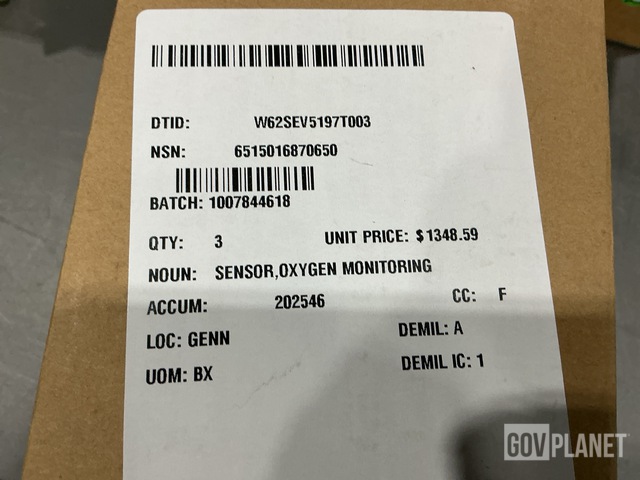 DTID: W62SEV5197T003
NSN: 6515016870650
BATCH: 1007844618
QTY: 3 UNIT PRICE: $1348.59
NOUN: SENSOR,OXYGEN MONITORING
ACCUM: 202546 CC: F
LOC: GENN DEMIL: A
UOM: BX DEMIL IC: 1
GOVPLANET